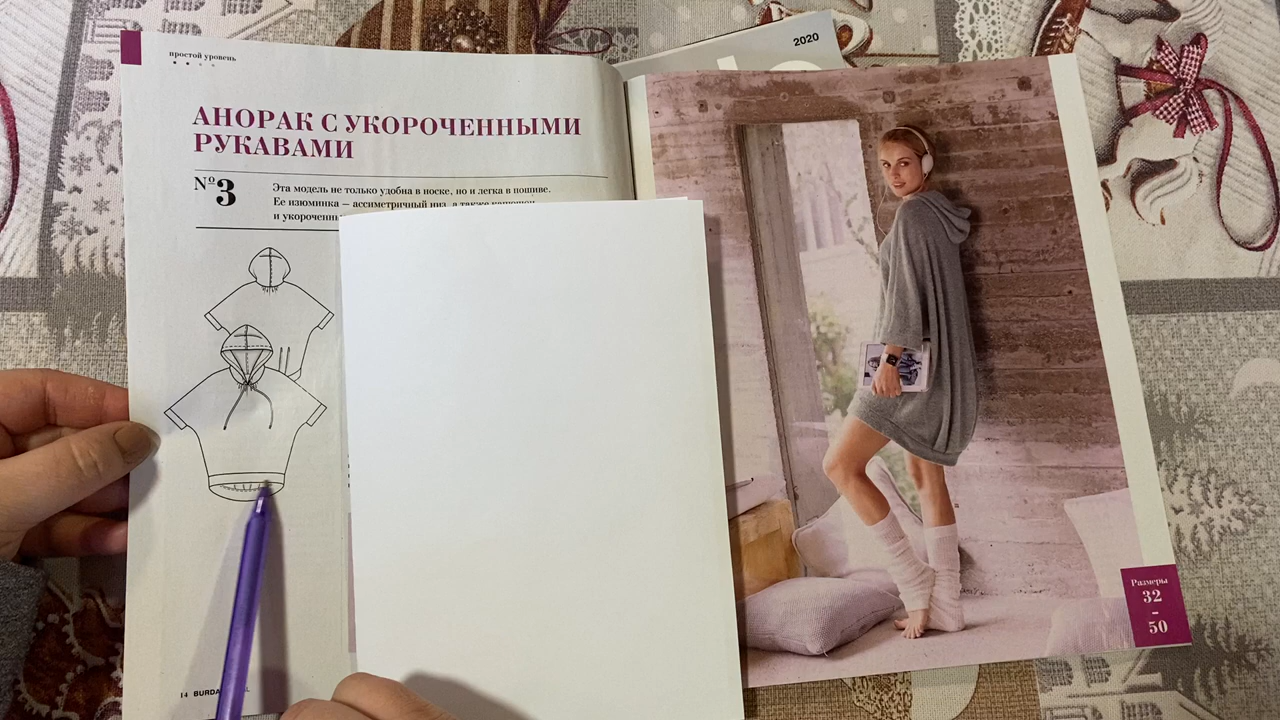 простой уровень
2020
АНОРАК С УКОРОЧЕННЫМИ
РУКАВАМИ
№3
Эта модель не только удобна в носке, но и легка в пошиве.
Ее изюминка – ассиметричный низ, а также капюшон
и
14 BURDA
Размеры
32
-
50